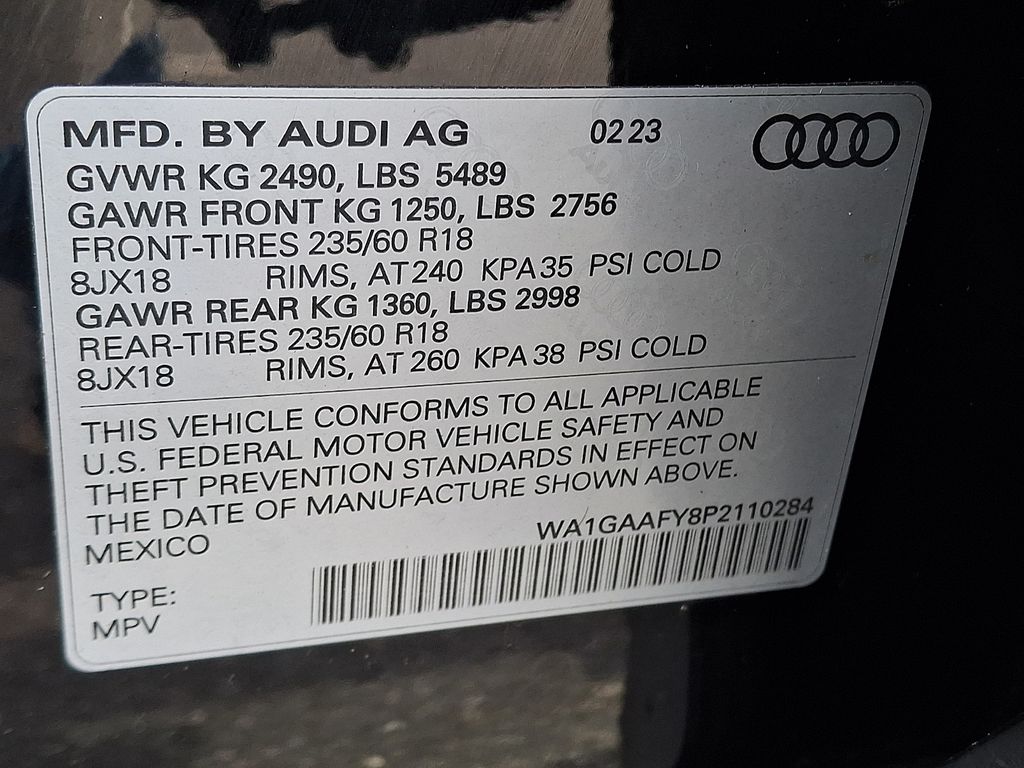 MFD. BY AUDI AG 02 23
GVWR KG 2490, LBS 5489
GAWR FRONT KG 1250, LBS 2756
FRONT-TIRES 235/60 R18
8JX18 RIMS, AT 240 KPA 35 PSI COLD
GAWR REAR KG 1360, LBS 2998
REAR-TIRES 235/60 R18
8JX18 RIMS, AT 260 KPA 38 PSI COLD
THIS VEHICLE CONFORMS TO ALL APPLICABLE
U.S. FEDERAL MOTOR VEHICLE SAFETY AND
THEFT PREVENTION STANDARDS IN EFFECT ON
THE DATE OF MANUFACTURE SHOWN ABOVE.
MEXICO WA1GAAFY8P2110284
TYPE:
MPV